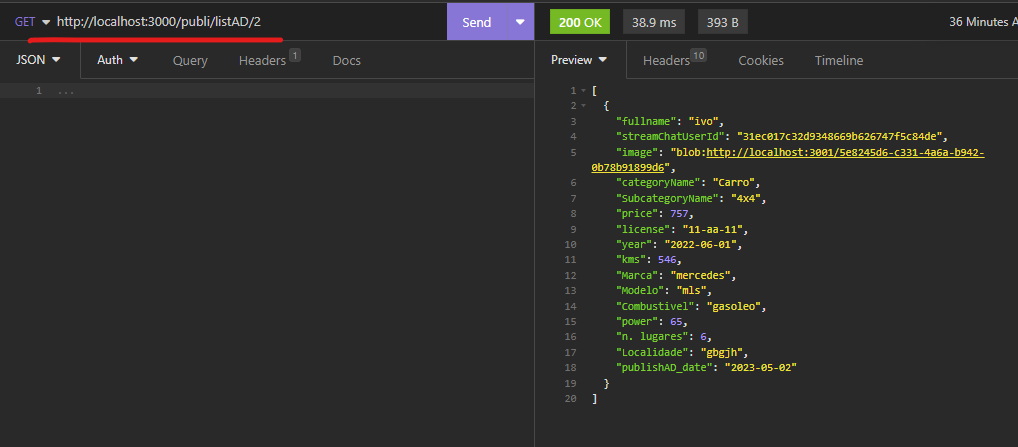 GET http://localhost:3000/publi/listAD/2 Send 200 OK 38.9 ms 393 B 36 Minutes A
JSON Auth Query Headers 1 Docs Preview Headers 10 Cookies Timeline
1 ...
1 [
2 {
3 "fullname": "ivo",
4 "streamChatUserId": "31ec017c32d9348669b626747f5c84de",
5 "image": "blob:http://localhost:3001/5e8245d6-c331-4a6a-b942-
0b78b91899d6",
6 "categoryName": "Carro",
7 "SubcategoryName": "4x4",
8 "price": 757,
9 "license": "11-aa-11",
10 "year": "2022-06-01",
11 "kms": 546,
12 "Marca": "mercedes",
13 "Modelo": "mls",
14 "Combustivel": "gasoleo",
15 "power": 65,
16 "n. lugares": 6,
17 "Localidade": "gbgjh",
18 "publishAD_date": "2023-05-02"
19 }
20 ]